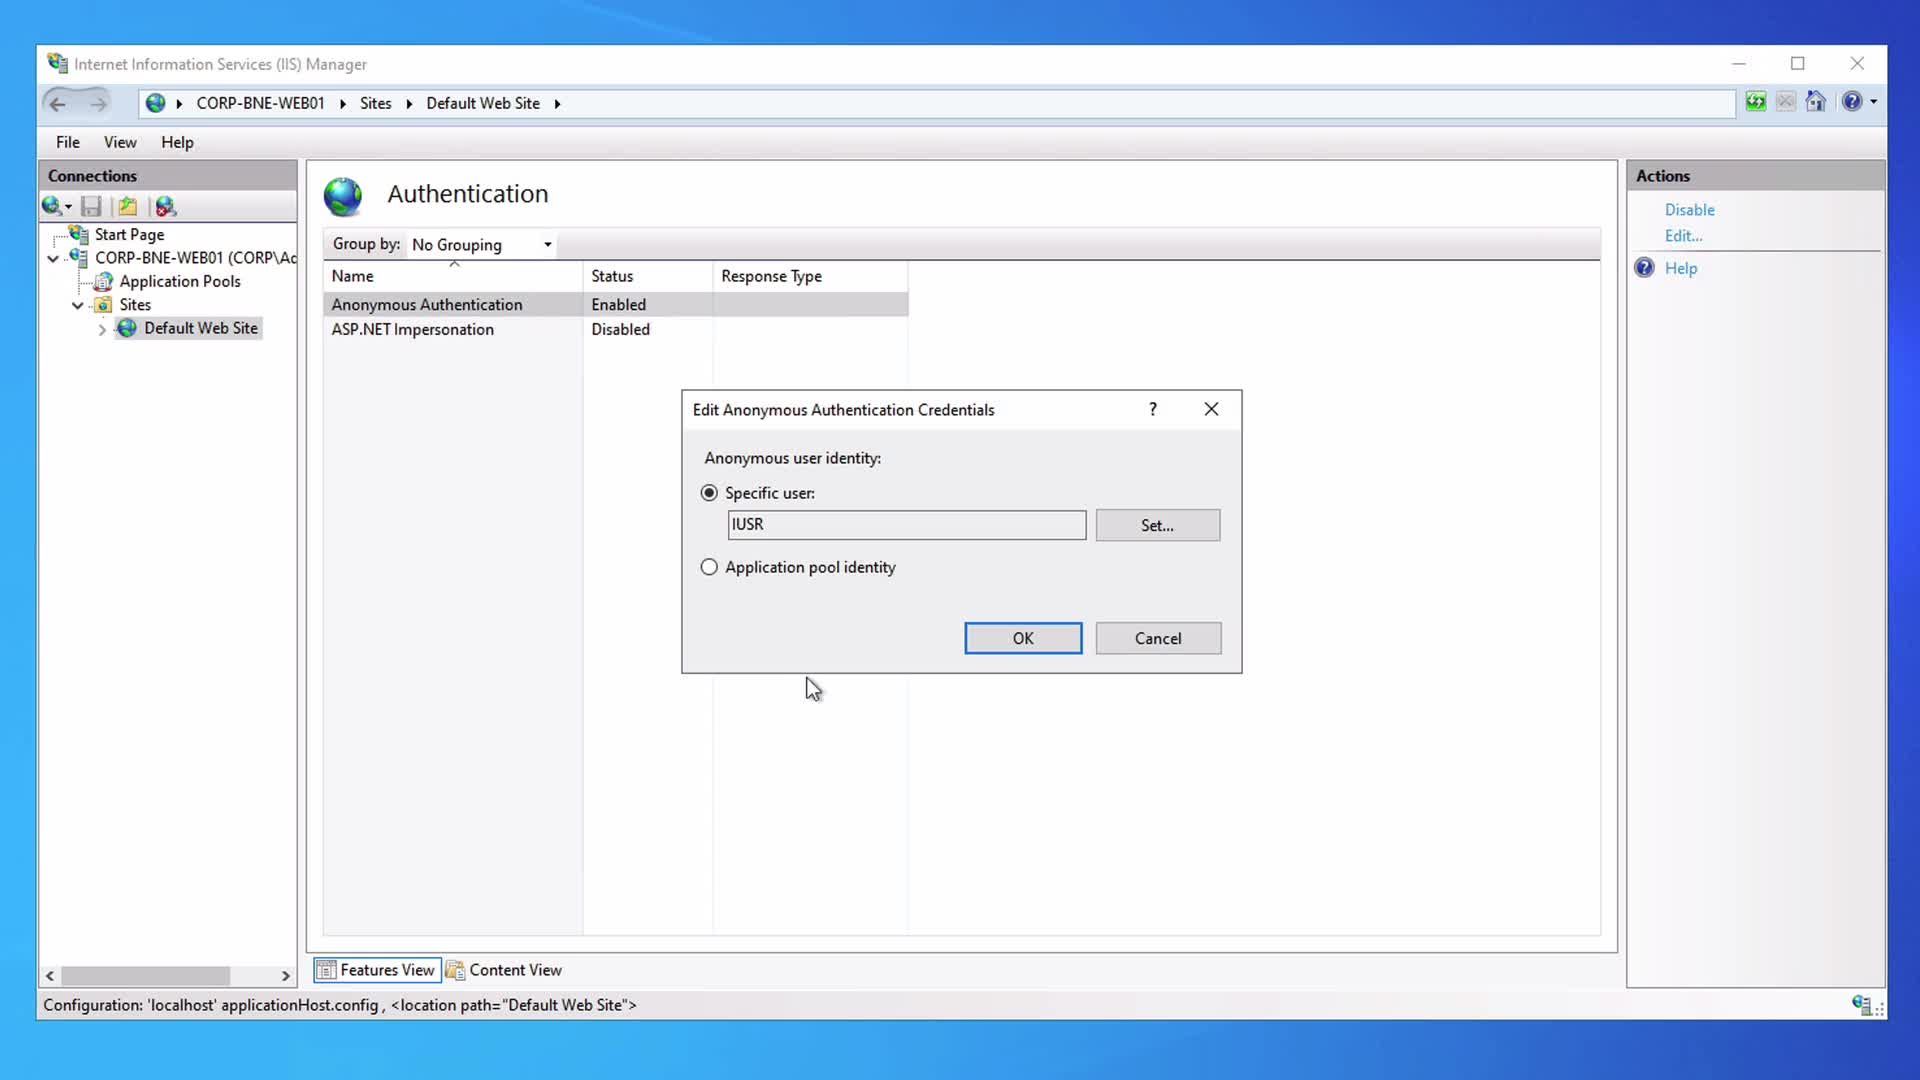 Internet Information Services (IIS) Manager
CORP-BNE-WEB01 Sites Default Web Site
File View Help
Connections
Start Page
CORP-BNE-WEB01 (CORP\Ac
Application Pools
Sites
Default Web Site
Authentication
Group by: No Grouping
Name Status Response Type
Anonymous Authentication Enabled
ASP.NET Impersonation Disabled
Edit Anonymous Authentication Credentials ?
Anonymous user identity:
Specific user:
IUSR Set...
Application pool identity
OK Cancel
Actions
Disable
Edit...
Help
Features View Content View
Configuration: 'localhost' applicationHost.config , <location path="Default Web Site">